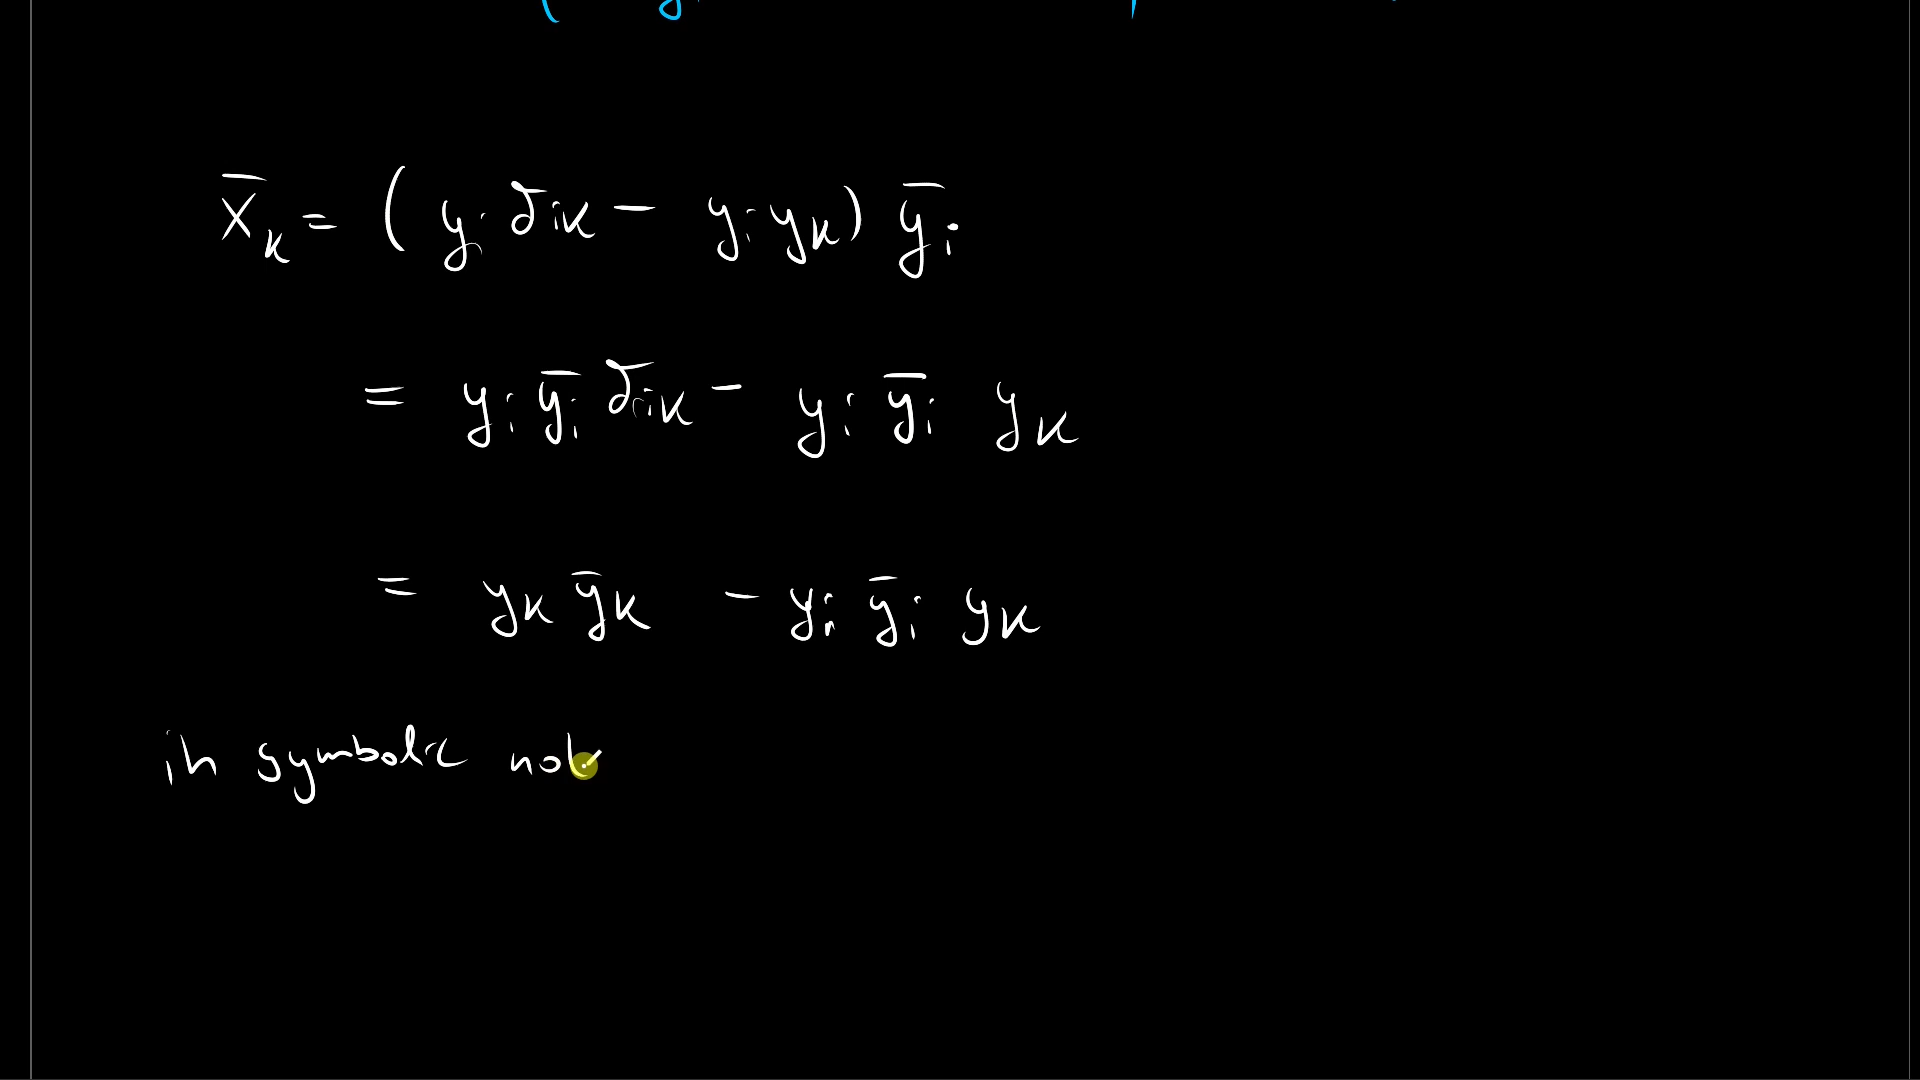 x̄ₖ = ( yᵢ δᵢₖ − yᵢ yₖ ) ȳᵢ
= yᵢ ȳᵢ δᵢₖ − yᵢ ȳᵢ yₖ
= yₖ ȳₖ − yᵢ ȳᵢ yₖ
in symbolic not